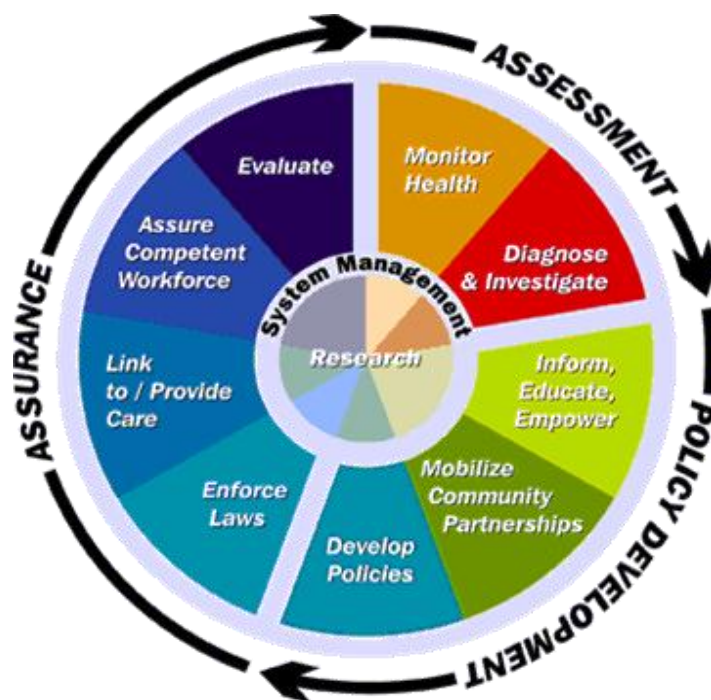 ASSESSMENT
POLICY DEVELOPMENT
ASSURANCE
Monitor
Health
Diagnose
& Investigate
Inform,
Educate,
Empower
Mobilize
Community
Partnerships
Develop
Policies
Enforce
Laws
Link
to / Provide
Care
Assure
Competent
Workforce
Evaluate
System Management
Research